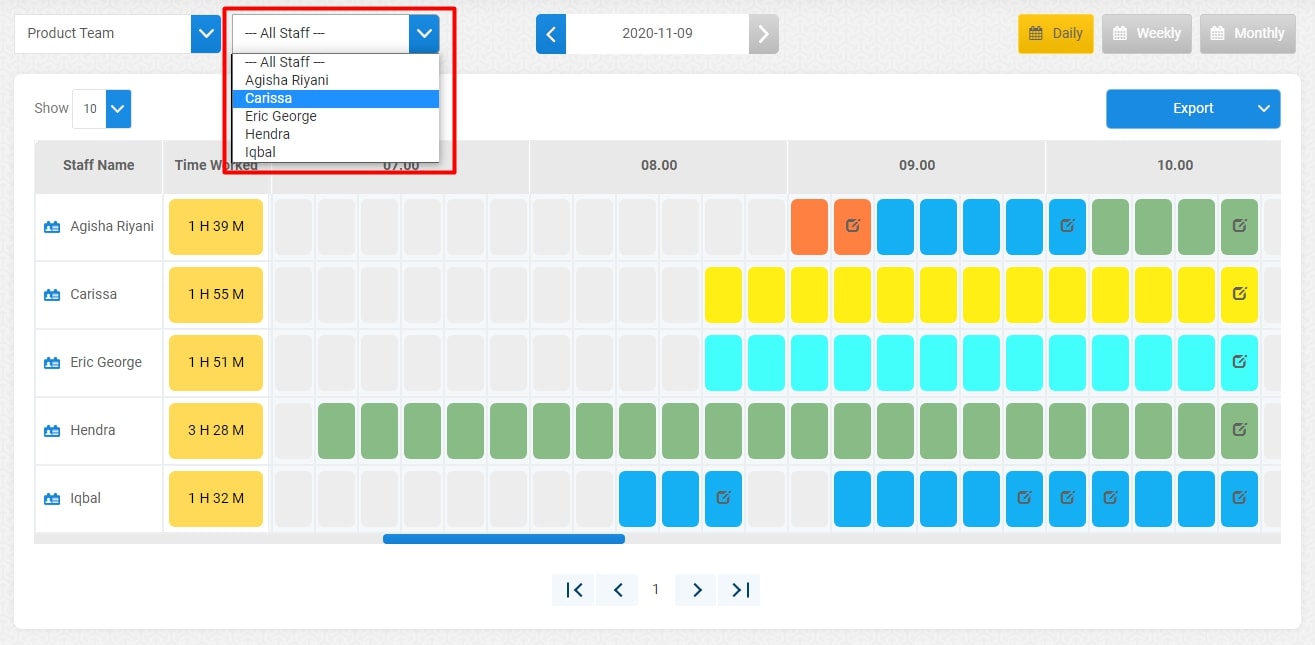 Product Team
--- All Staff ---
2020-11-09
Daily
Weekly
Monthly
--- All Staff ---
Agisha Riyani
Carissa
Eric George
Hendra
Iqbal
Show 10
Export
Staff Name
Time Worked
07.00
08.00
09.00
10.00
Agisha Riyani
1 H 39 M
Carissa
1 H 55 M
Eric George
1 H 51 M
Hendra
3 H 28 M
Iqbal
1 H 32 M
1